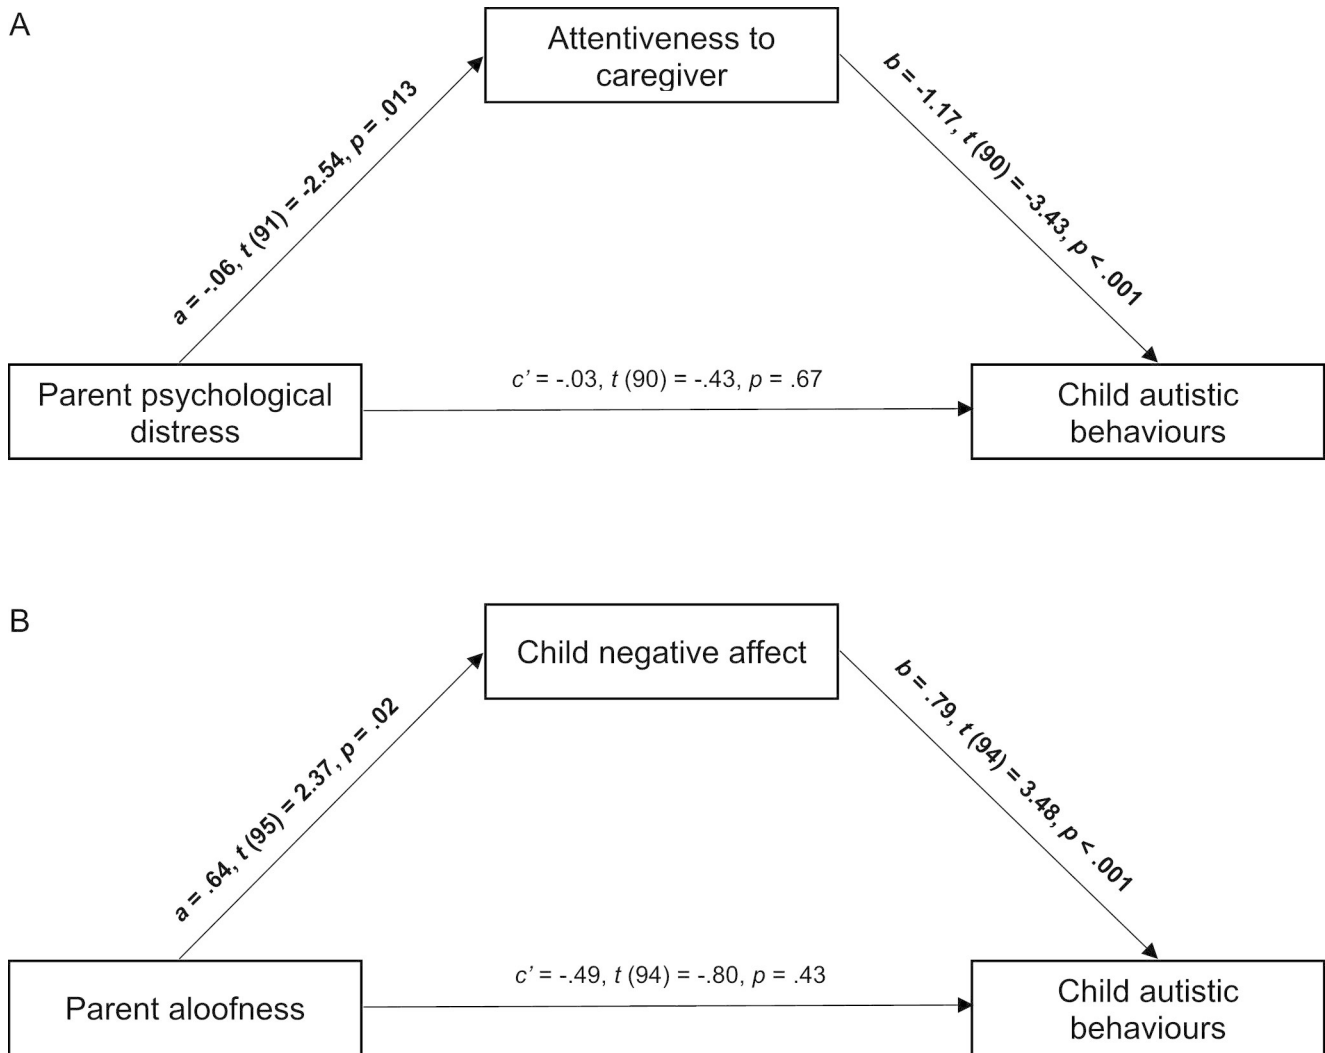 A
Attentiveness to
caregiver
a = -.06, t (91) = -2.54, p = .013
b = -1.17, t (90) = -3.43, p < .001
c’ = -.03, t (90) = -.43, p = .67
Parent psychological
distress
Child autistic
behaviours
B
Child negative affect
a = .64, t (95) = 2.37, p = .02
b = .79, t (94) = 3.48, p < .001
c’ = -.49, t (94) = -.80, p = .43
Parent aloofness
Child autistic
behaviours